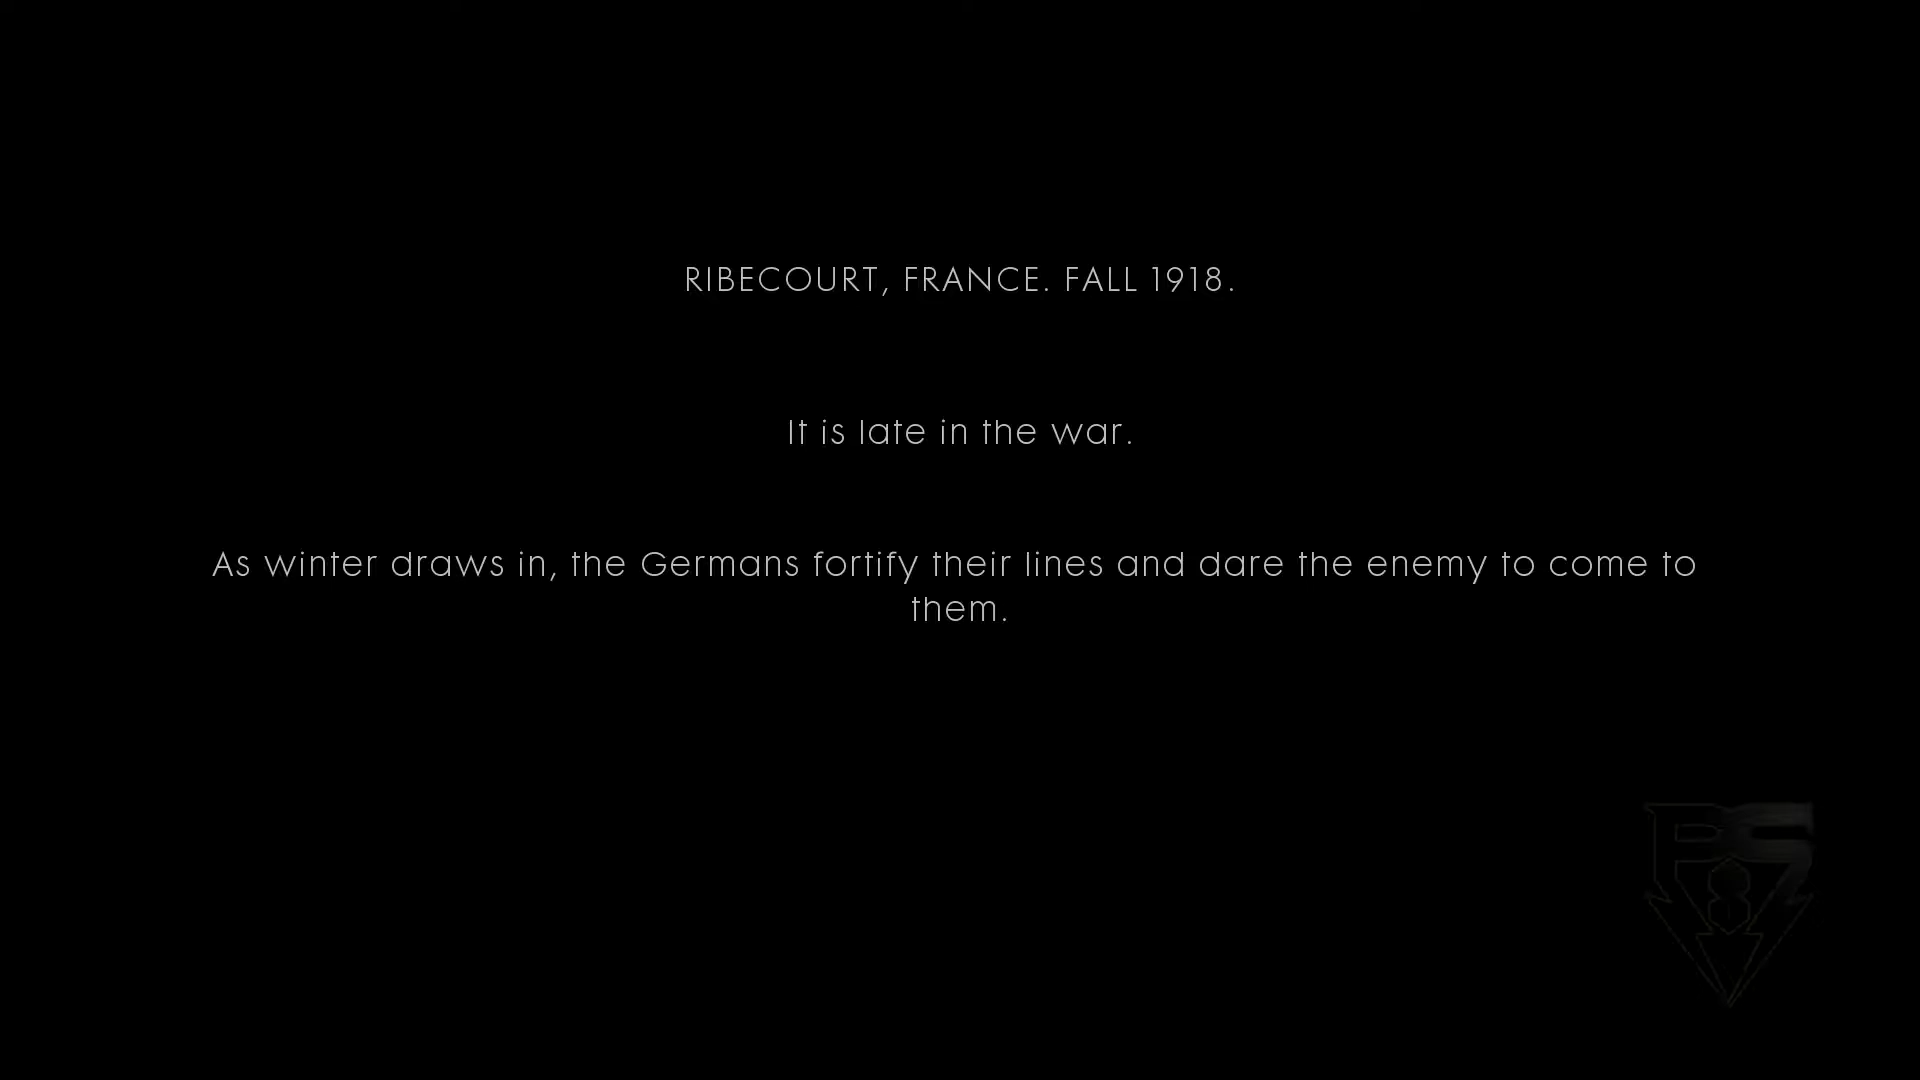 RIBECOURT, FRANCE. FALL 1918.
It is late in the war.
As winter draws in, the Germans fortify their lines and dare the enemy to come to
them.